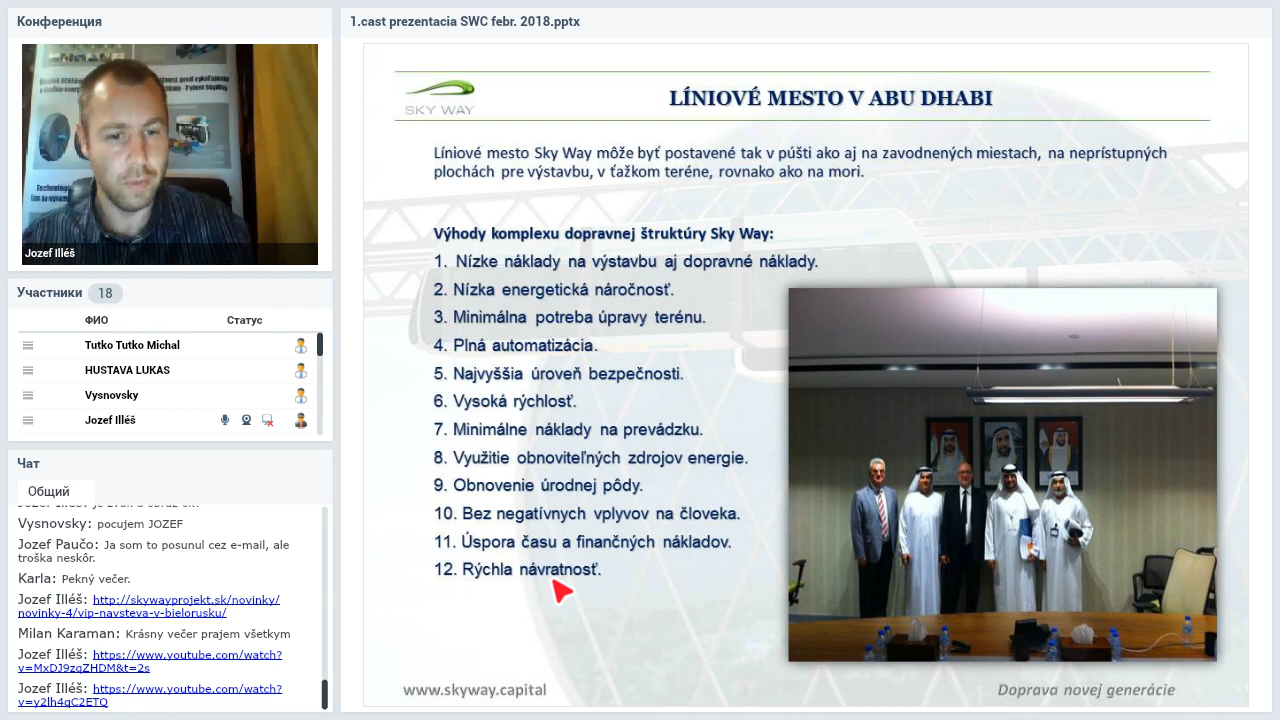 Конференция
Jozef Illéš
Участники 18
ФИО Статус
Tutko Tutko Michal
HUSTAVA LUKAS
Vysnovsky
Jozef Illéš
Чат
Общий
Vysnovsky: pocujem JOZEF
Jozef Paučo: Ja som to posunul cez e-mail, ale
troška neskôr.
Karla: Pekný večer.
Jozef Illéš: http://skywayprojekt.sk/novinky/
novinky-4/vip-navsteva-v-bielorusku/
Milan Karaman: Krásny večer prajem všetkym
Jozef Illéš: https://www.youtube.com/watch?
v=MxDJ9zqZHDM&t=2s
Jozef Illéš: https://www.youtube.com/watch?
v=y2lh4qC2ETQ
1.cast prezentacia SWC febr. 2018.pptx
SKY WAY
LÍNIOVÉ MESTO V ABU DHABI
Líniové mesto Sky Way môže byť postavené tak v púšti ako aj na zavodnených miestach, na neprístupných
plochách pre výstavbu, v ťažkom teréne, rovnako ako na mori.
Výhody komplexu dopravnej štruktúry Sky Way:
1. Nízke náklady na výstavbu aj dopravné náklady.
2. Nízka energetická náročnosť.
3. Minimálna potreba úpravy terénu.
4. Plná automatizácia.
5. Najvyššia úroveň bezpečnosti.
6. Vysoká rýchlosť.
7. Minimálne náklady na prevádzku.
8. Využitie obnoviteľných zdrojov energie.
9. Obnovenie úrodnej pôdy.
10. Bez negatívnych vplyvov na človeka.
11. Úspora času a finančných nákladov.
12. Rýchla návratnosť.
www.skyway.capital
Doprava novej generácie